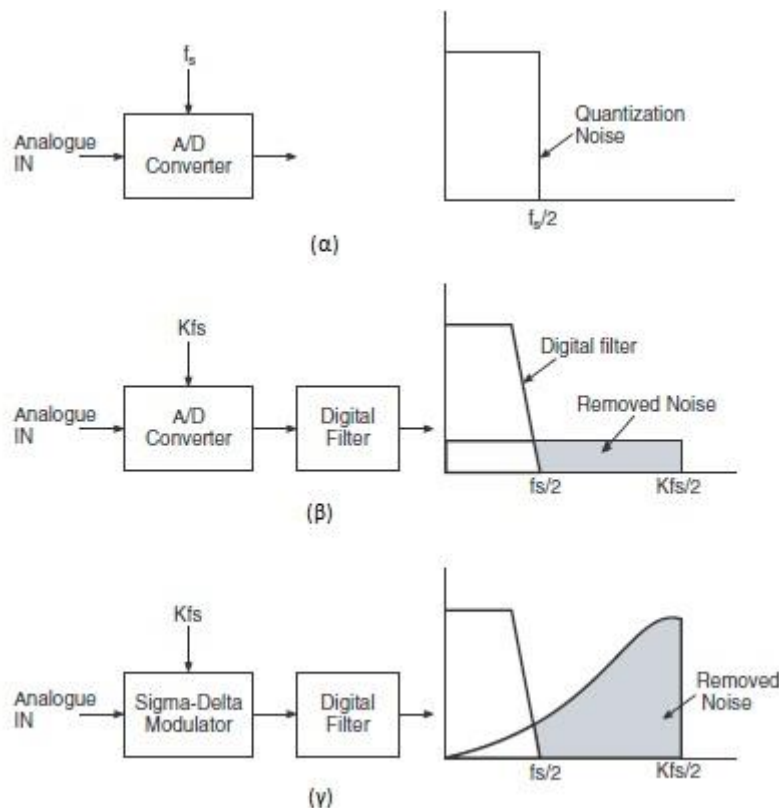 fs
Analogue
IN
A/D
Converter
Quantization
Noise
fs/2
(α)
Kfs
Analogue
IN
A/D
Converter
Digital
Filter
Digital filter
Removed Noise
fs/2
Kfs/2
(β)
Kfs
Analogue
IN
Sigma-Delta
Modulator
Digital
Filter
Removed
Noise
fs/2
Kfs/2
(γ)